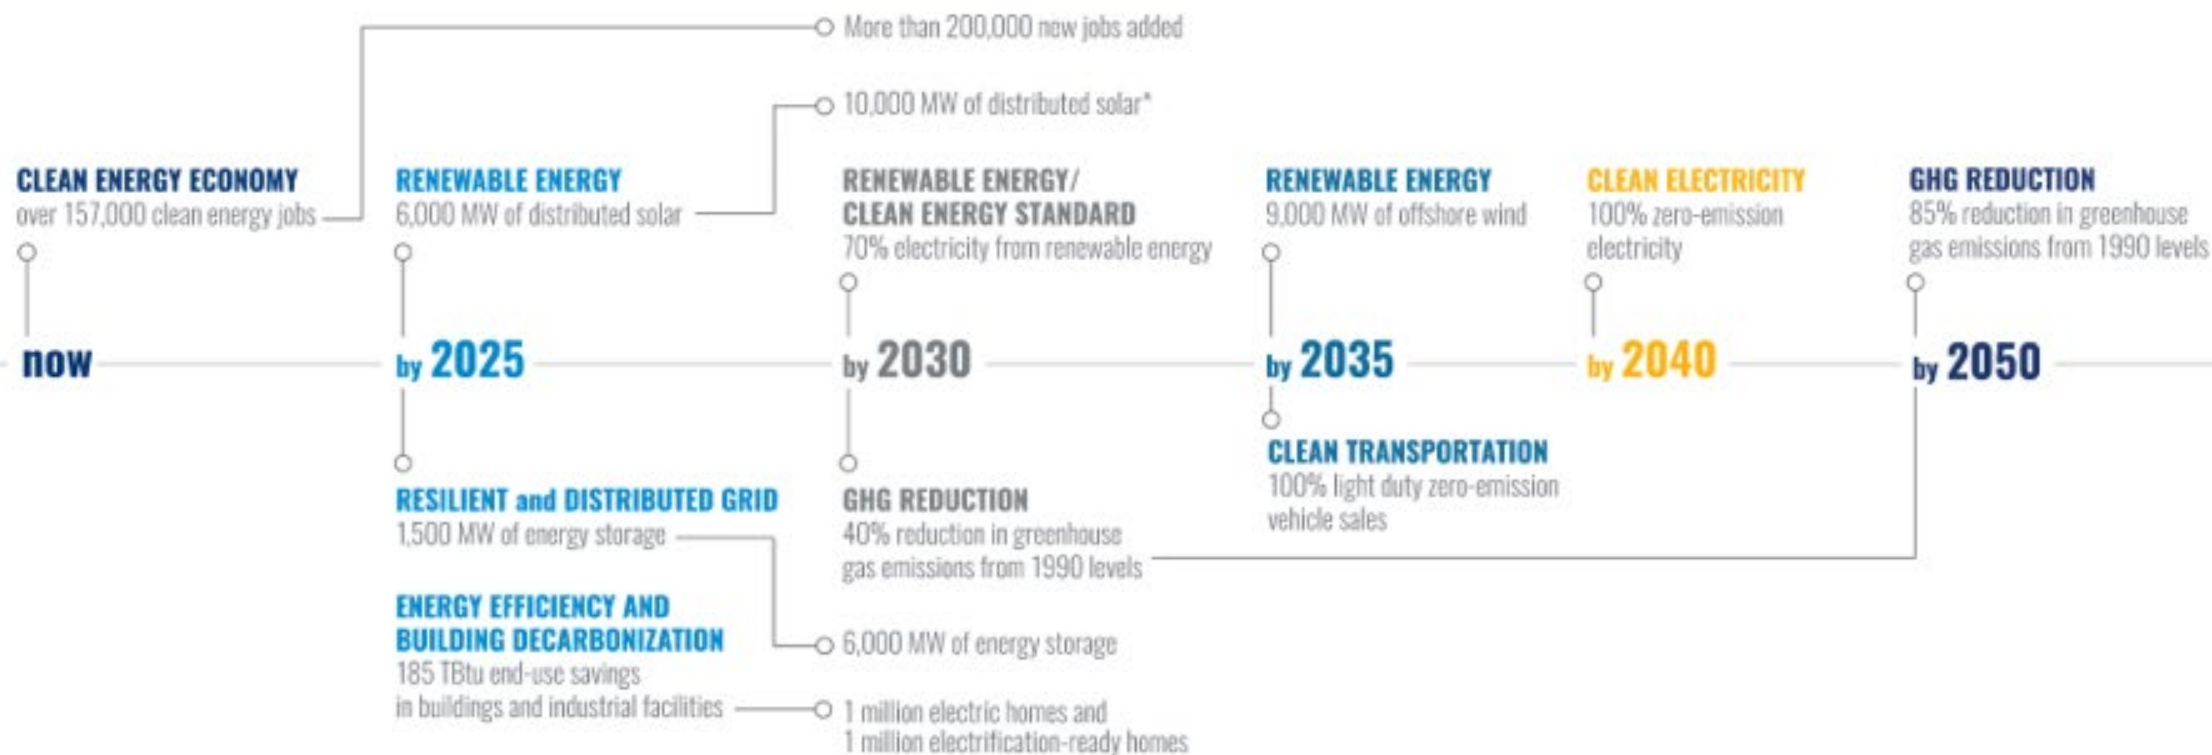 More than 200,000 new jobs added
10,000 MW of distributed solar*
CLEAN ENERGY ECONOMY
over 157,000 clean energy jobs
RENEWABLE ENERGY
6,000 MW of distributed solar
RENEWABLE ENERGY/
CLEAN ENERGY STANDARD
70% electricity from renewable energy
RENEWABLE ENERGY
9,000 MW of offshore wind
CLEAN ELECTRICITY
100% zero-emission
electricity
GHG REDUCTION
85% reduction in greenhouse
gas emissions from 1990 levels
now
by 2025
by 2030
by 2035
by 2040
by 2050
RESILIENT and DISTRIBUTED GRID
1,500 MW of energy storage
ENERGY EFFICIENCY AND
BUILDING DECARBONIZATION
185 TBtu end-use savings
in buildings and industrial facilities
GHG REDUCTION
40% reduction in greenhouse
gas emissions from 1990 levels
6,000 MW of energy storage
1 million electric homes and
1 million electrification-ready homes
CLEAN TRANSPORTATION
100% light duty zero-emission
vehicle sales